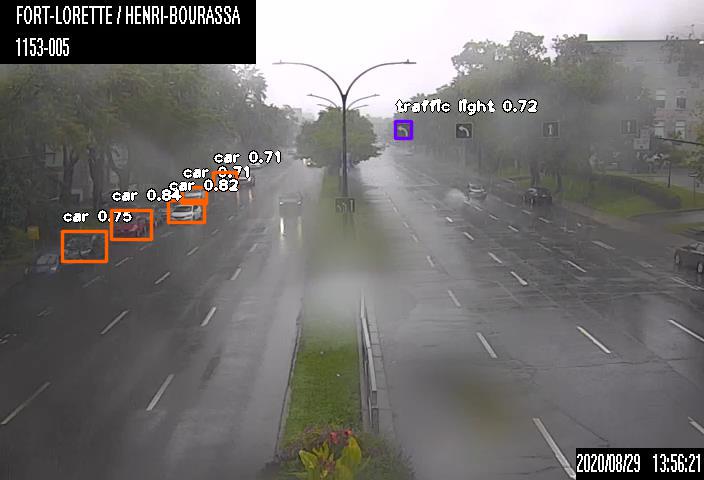 FORT-LORETTE / HENRI-BOURASSA
1153-005
traffic light 0.72
car 0.71
car 0.71
car 0.82
car 0.84
car 0.75
2020/08/29 13:56:21